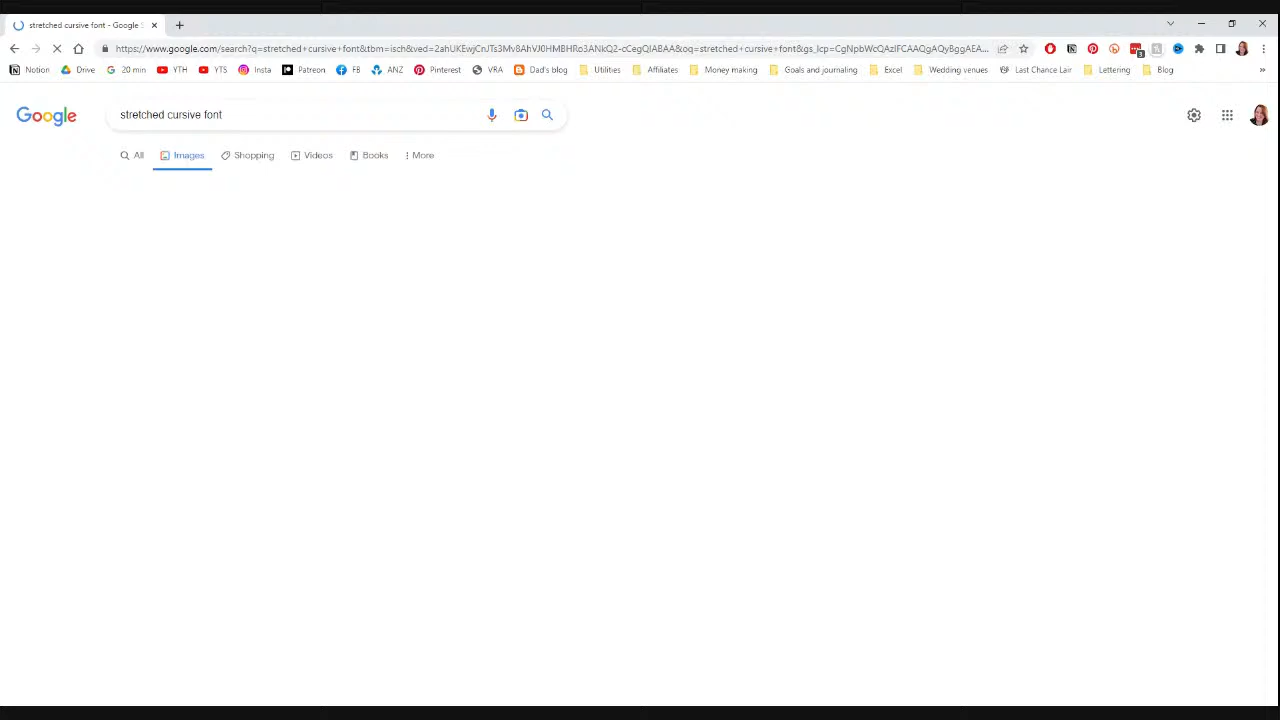 stretched cursive font - Google S
https://www.google.com/search?q=stretched+cursive+font&tbm=isch&ved=2ahUKEwjCnJTs3Mv8AhVJ0HMBHRo3ANkQ2-cCegQIABAA&oq=stretched+cursive+font&gs_lcp=CgNpbWcQAzIFCAAQgAQyBggAEA...
Notion Drive 20 min YTH YTS Insta Patreon FB ANZ Pinterest VRA Dad's blog Utilities Affiliates Money making Goals and journaling Excel Wedding venues Last Chance Lair Lettering Blog »
Google stretched cursive font
All Images Shopping Videos Books More